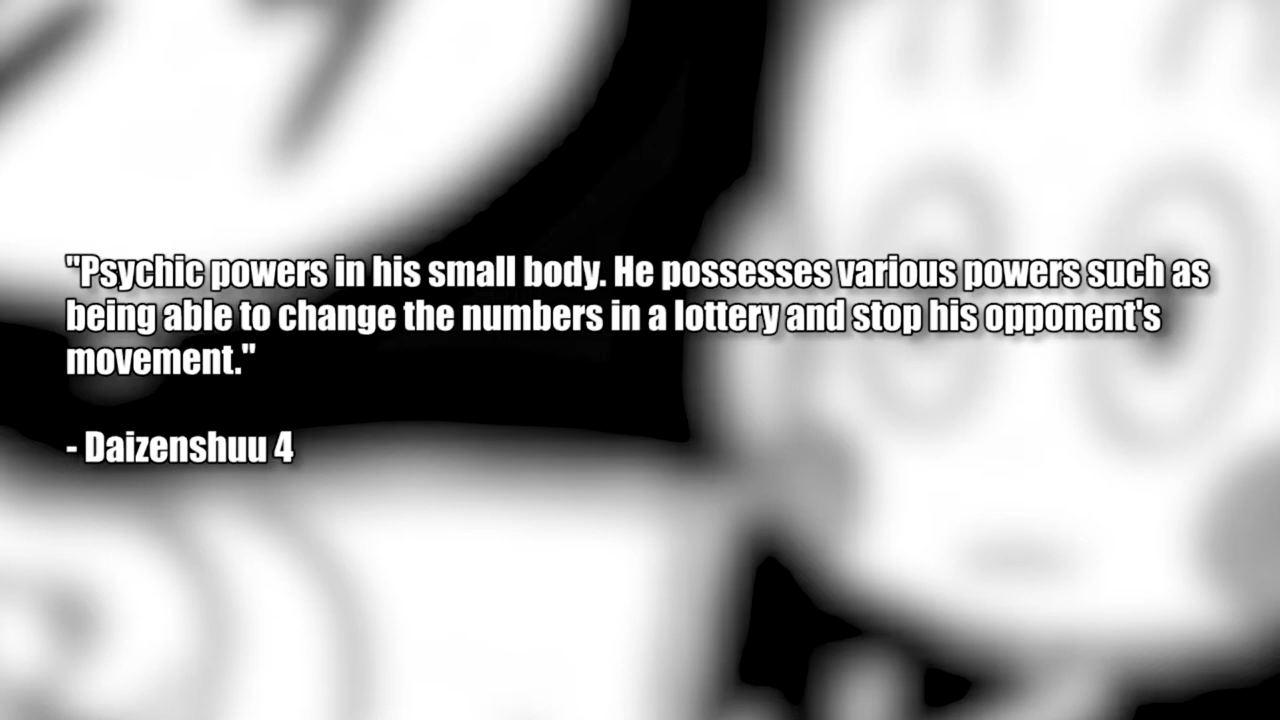 "Psychic powers in his small body. He possesses various powers such as
being able to change the numbers in a lottery and stop his opponent's
movement."
- Daizenshuu 4